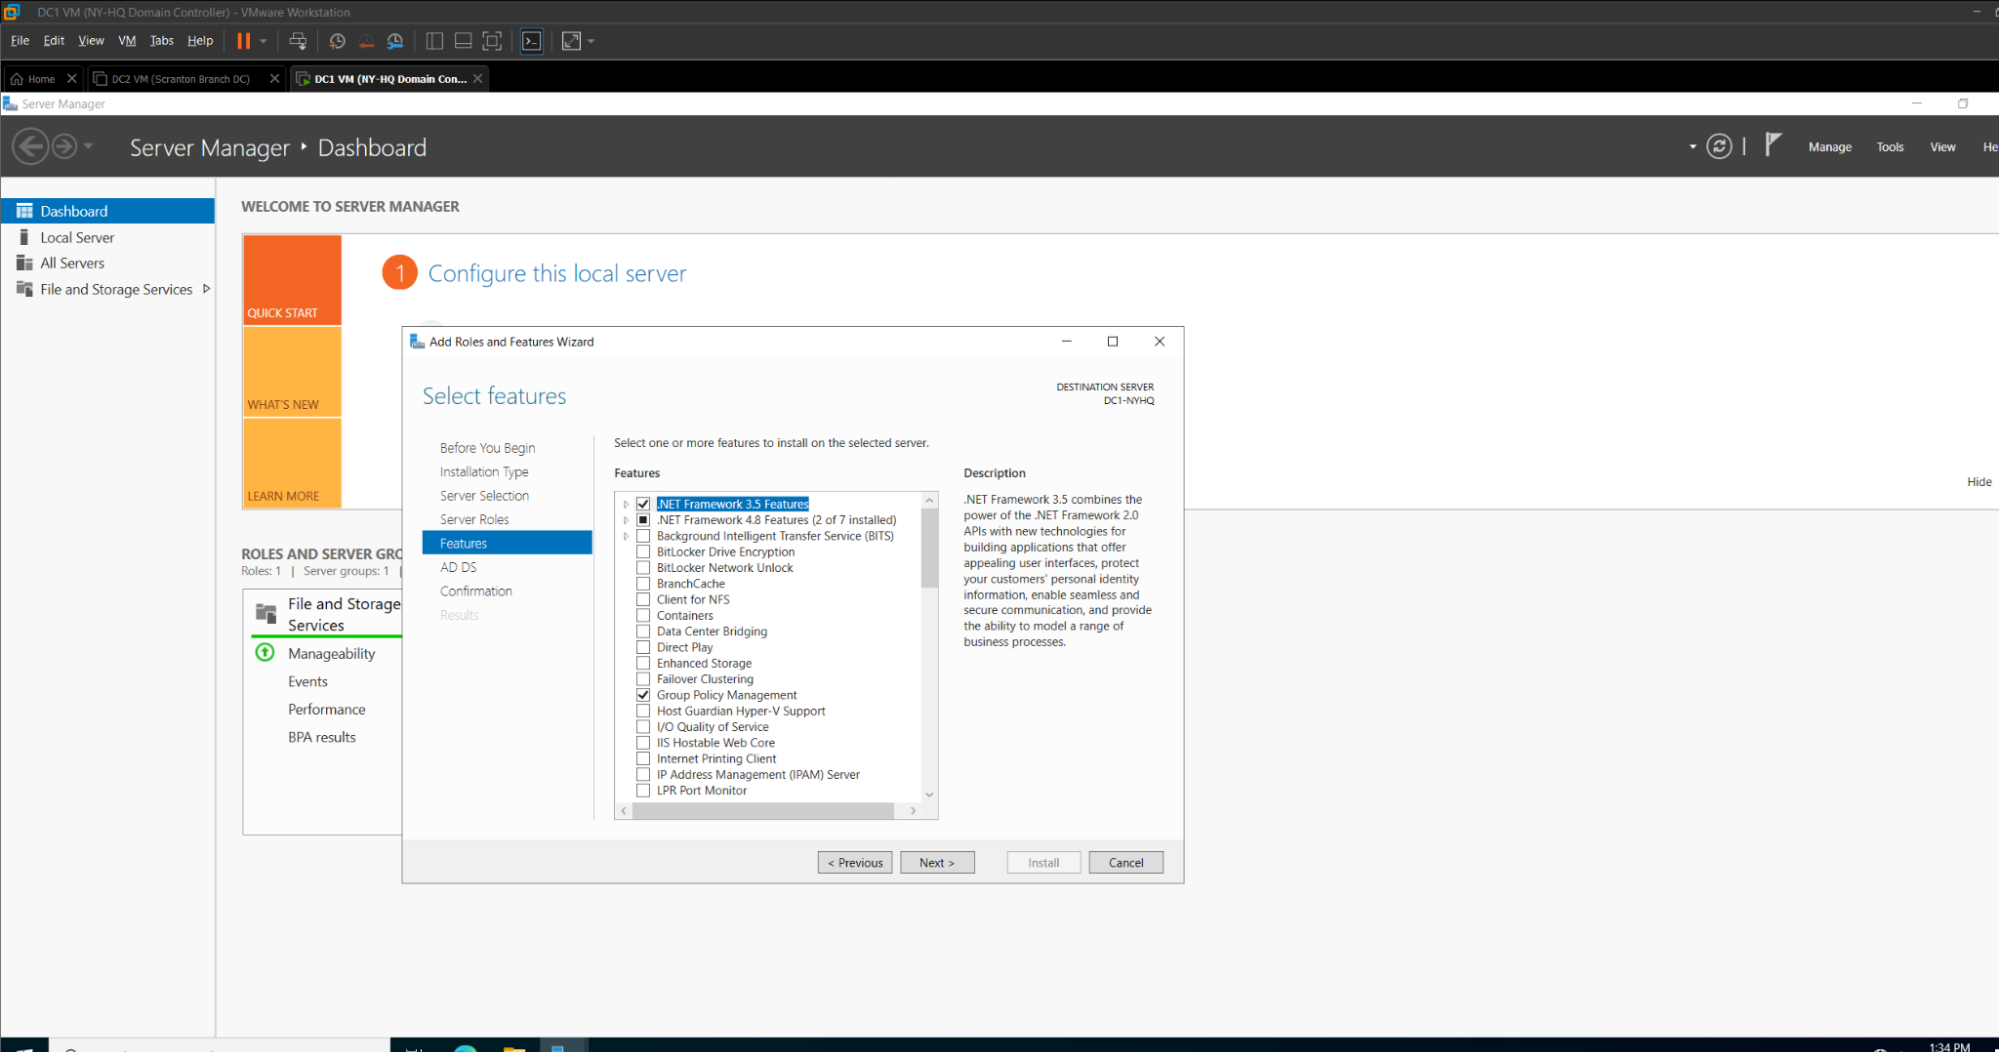 DC1 VM (NY-HQ Domain Controller) - VMware Workstation
File Edit View VM Tabs Help
Home DC2 VM (Scranton Branch DC) DC1 VM (NY-HQ Domain Con...
Server Manager
Server Manager ‣ Dashboard
Manage Tools View He
Dashboard
Local Server
All Servers
File and Storage Services
WELCOME TO SERVER MANAGER
QUICK START
WHAT'S NEW
LEARN MORE
1 Configure this local server
Hide
ROLES AND SERVER GRO
Roles: 1 | Server groups: 1 |
File and Storage
Services
Manageability
Events
Performance
BPA results
Add Roles and Features Wizard
Select features
DESTINATION SERVER
DC1-NYHQ
Before You Begin
Installation Type
Server Selection
Server Roles
Features
AD DS
Confirmation
Results
Select one or more features to install on the selected server.
Features
.NET Framework 3.5 Features
.NET Framework 4.8 Features (2 of 7 installed)
Background Intelligent Transfer Service (BITS)
BitLocker Drive Encryption
BitLocker Network Unlock
BranchCache
Client for NFS
Containers
Data Center Bridging
Direct Play
Enhanced Storage
Failover Clustering
Group Policy Management
Host Guardian Hyper-V Support
I/O Quality of Service
IIS Hostable Web Core
Internet Printing Client
IP Address Management (IPAM) Server
LPR Port Monitor
Description
.NET Framework 3.5 combines the
power of the .NET Framework 2.0
APIs with new technologies for
building applications that offer
appealing user interfaces, protect
your customers' personal identity
information, enable seamless and
secure communication, and provide
the ability to model a range of
business processes.
< Previous Next > Install Cancel
1:34 PM